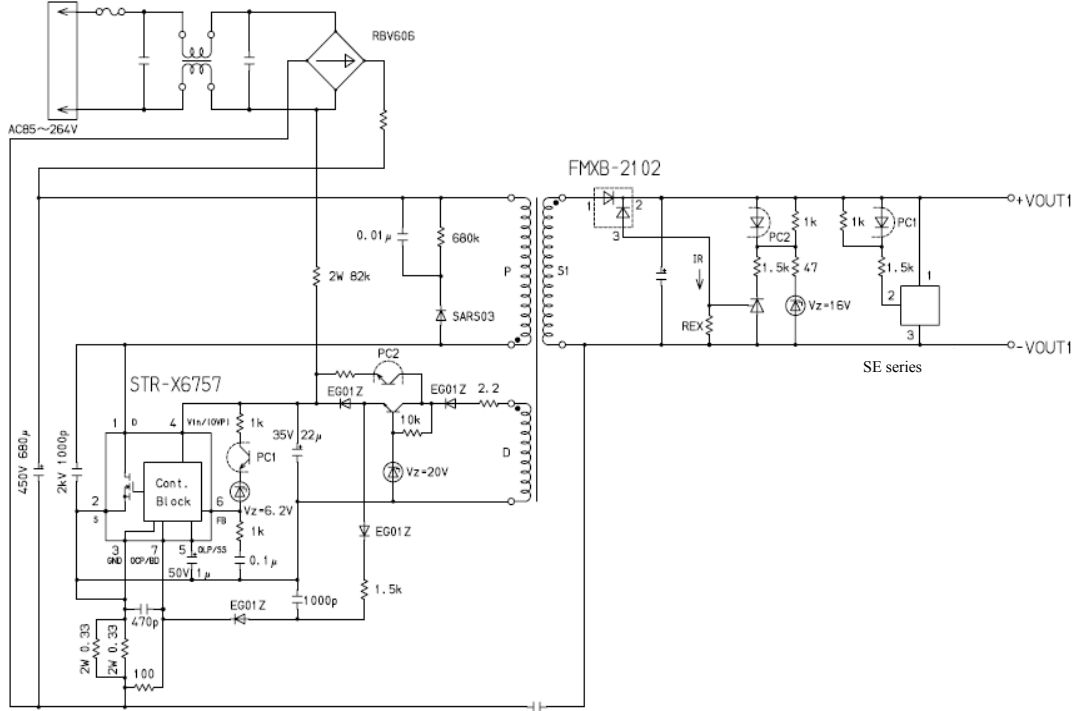 RBV606
AC85～264V
FMXB-2102
1
2
3
+VOUT1
0.01μ
680k
P
S1
2W 82k
SARS03
IR
REX
PC2
1k
1.5k
47
Vz=16V
1k
PC1
1.5k
1
2
3
-VOUT1
SE series
STR-X6757
PC2
EG01Z
EG01Z
2.2
10k
D
1
D
4
Vin/(OVP)
1k
35V 22μ
PC1
Vz=20V
450V 680μ
2kV 1000p
Cont.
Block
2
S
6
FB
Vz=6.2V
1k
EG01Z
3
GND
7
OCP/BD
5
OLP/SS
50V 1μ
0.1μ
1000p
1.5k
EG01Z
470p
2W 0.33
2W 0.33
100